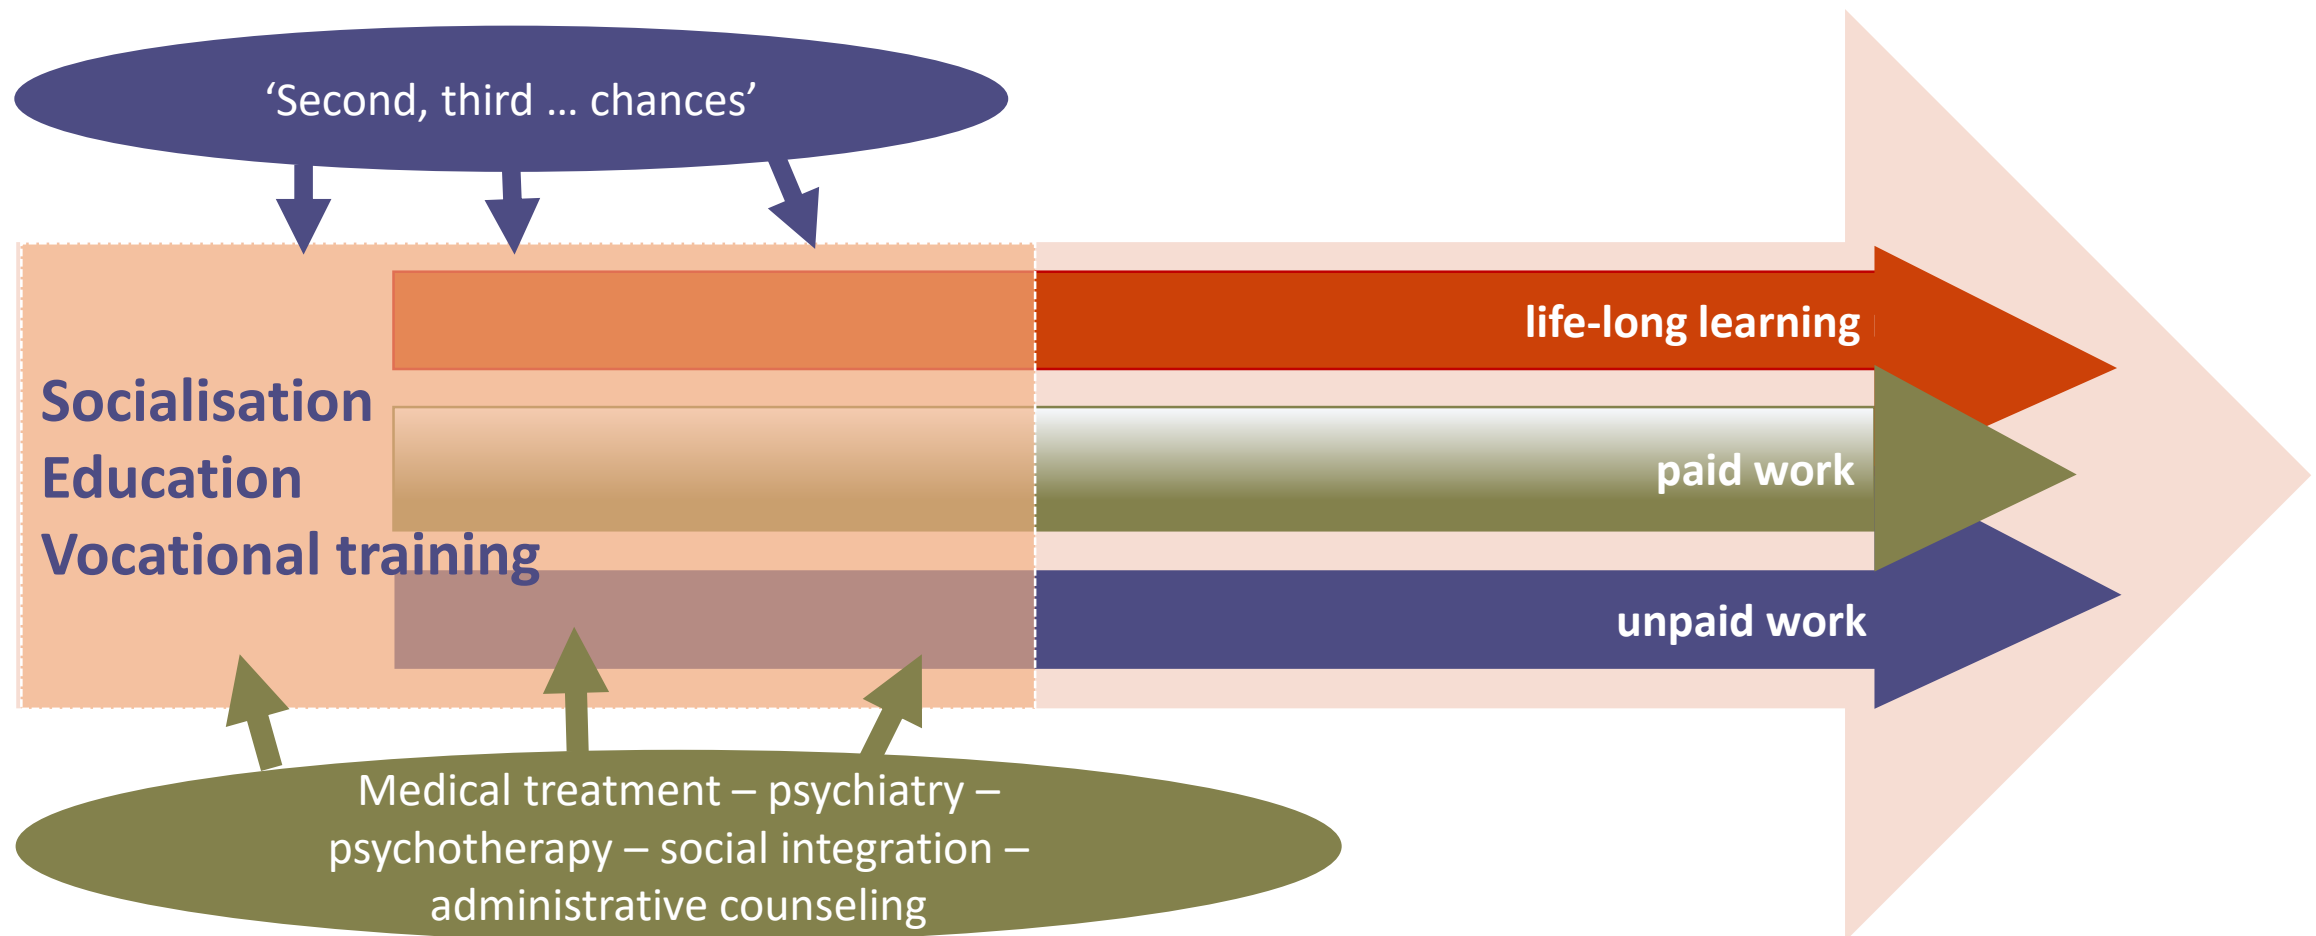 ‘Second, third … chances’
life-long learning
Socialisation
Education
Vocational training
paid work
unpaid work
Medical treatment – psychiatry –
psychotherapy – social integration –
administrative counseling